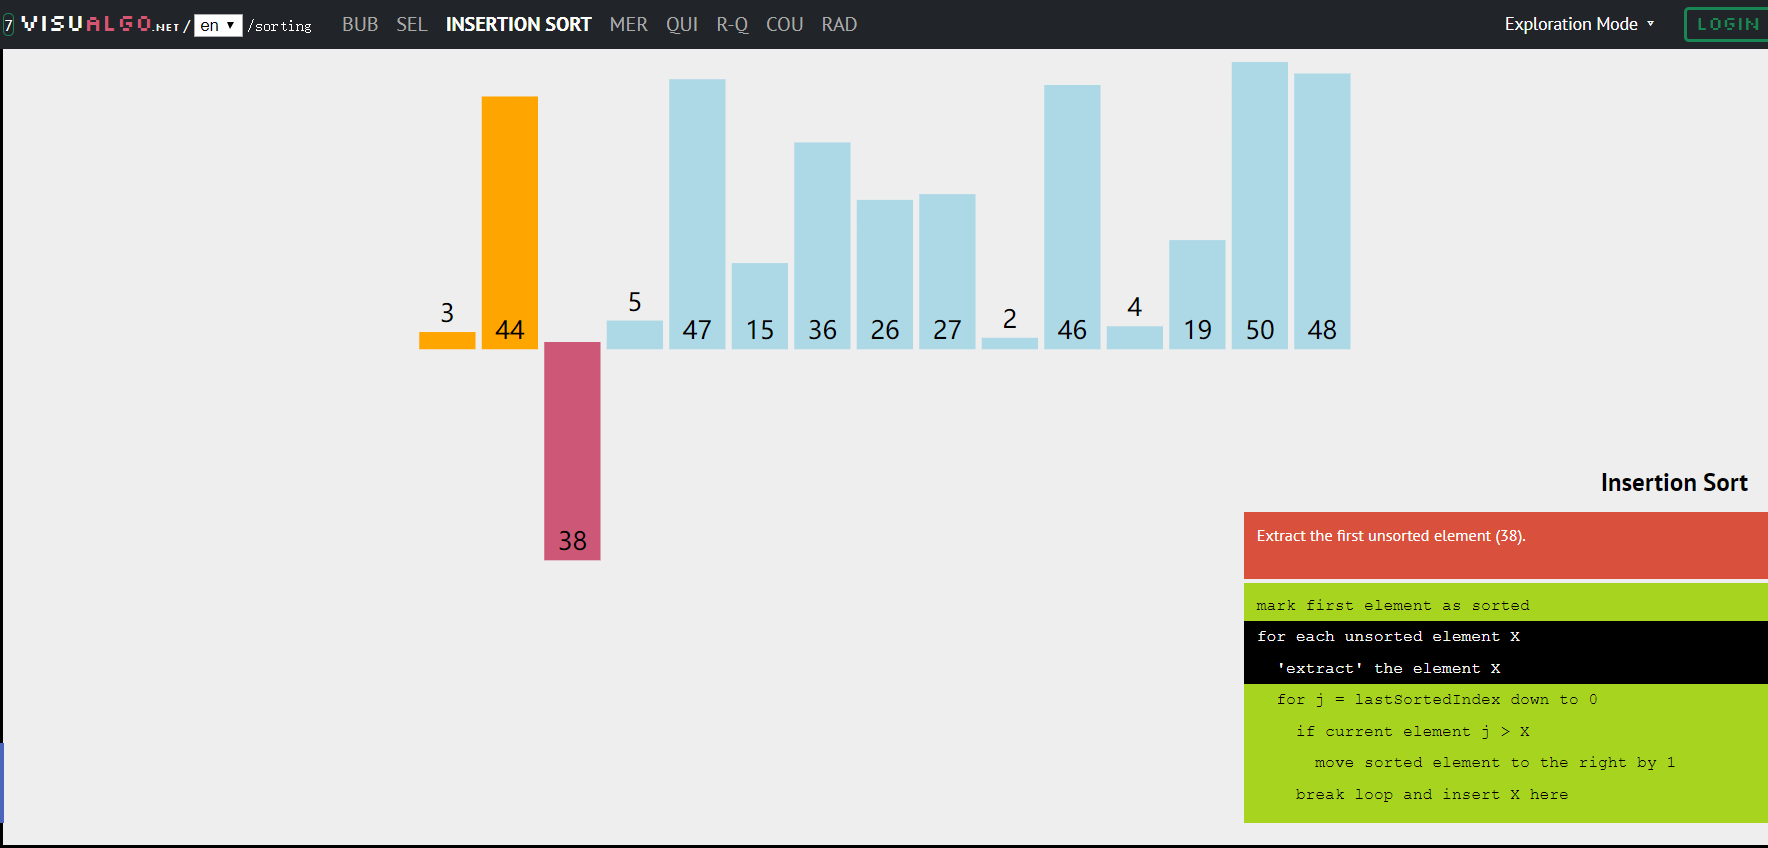 7 VISUALGO.NET / en ▼ /sorting BUB SEL INSERTION SORT MER QUI R-Q COU RAD Exploration Mode ▾ LOGIN
3 44 38 5 47 15 36 26 27 2 46 4 19 50 48
Insertion Sort
Extract the first unsorted element (38).
mark first element as sorted
for each unsorted element X
'extract' the element X
for j = lastSortedIndex down to 0
if current element j > X
move sorted element to the right by 1
break loop and insert X here